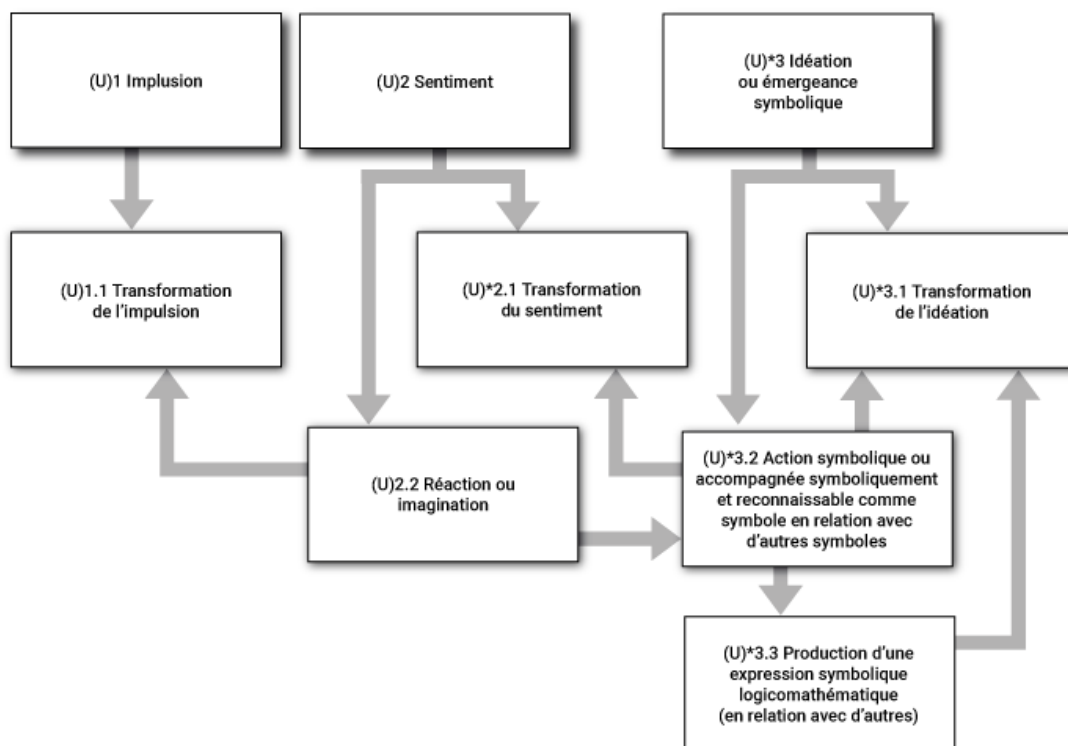 (U)1 Implusion
(U)2 Sentiment
(U)*3 Idéation
ou émergeance
symbolique
(U)1.1 Transformation
de l'impulsion
(U)*2.1 Transformation
du sentiment
(U)*3.1 Transformation
de l'idéation
(U)2.2 Réaction ou
imagination
(U)*3.2 Action symbolique ou
accompagnée symboliquement
et reconnaissable comme
symbole en relation avec
d'autres symboles
(U)*3.3 Production d'une
expression symbolique
logicomathématique
(en relation avec d'autres)